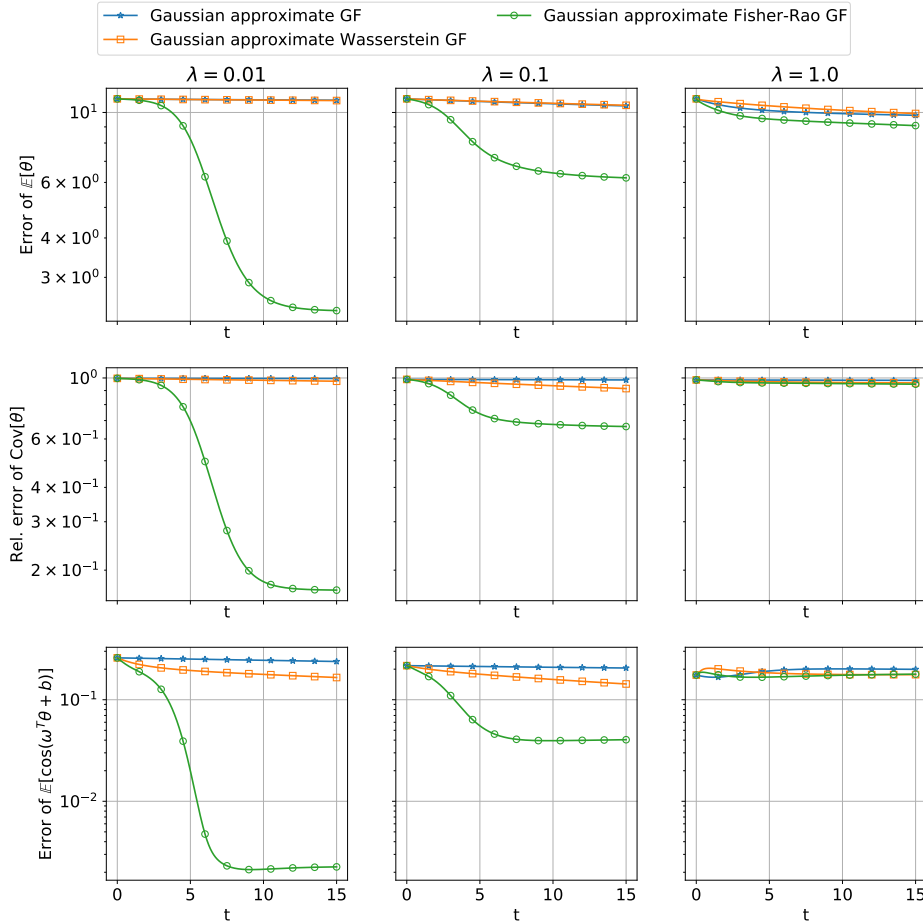 Gaussian approximate GF
Gaussian approximate Fisher-Rao GF
Gaussian approximate Wasserstein GF
λ = 0.01
λ = 0.1
λ = 1.0
Error of 𝔼[θ]
10¹
6 × 10⁰
4 × 10⁰
3 × 10⁰
t
t
t
Rel. error of Cov[θ]
10⁰
6 × 10⁻¹
4 × 10⁻¹
3 × 10⁻¹
2 × 10⁻¹
t
t
t
Error of 𝔼[cos(ωᵀθ + b)]
10⁻¹
10⁻²
0 5 10 15
0 5 10 15
0 5 10 15
t
t
t